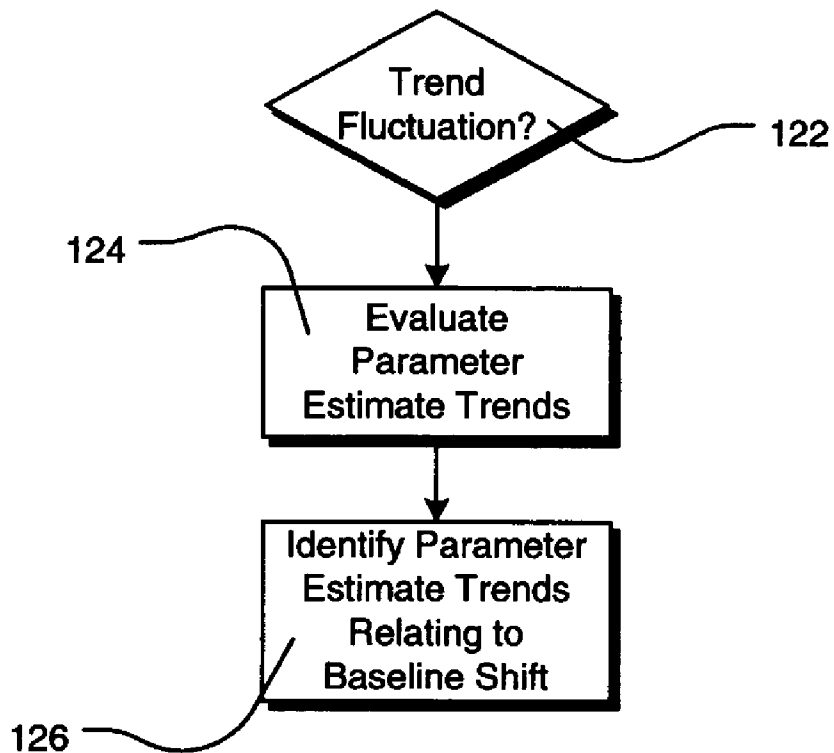 Trend
Fluctuation?
122
124
Evaluate
Parameter
Estimate Trends
Identify Parameter
Estimate Trends
Relating to
Baseline Shift
126